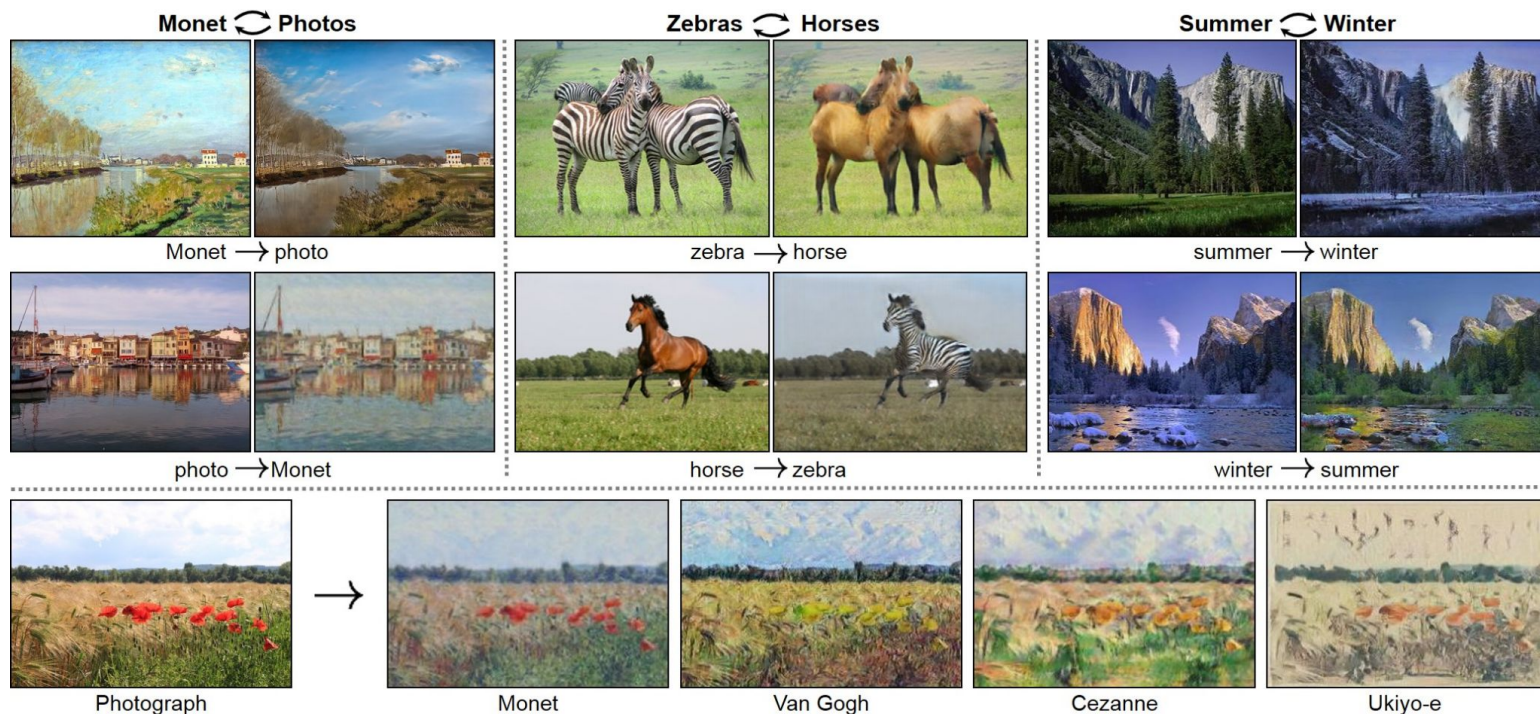 Monet Photos
Zebras Horses
Summer Winter
Monet → photo
zebra → horse
summer → winter
photo → Monet
horse → zebra
winter → summer
Photograph
Monet
Van Gogh
Cezanne
Ukiyo-e